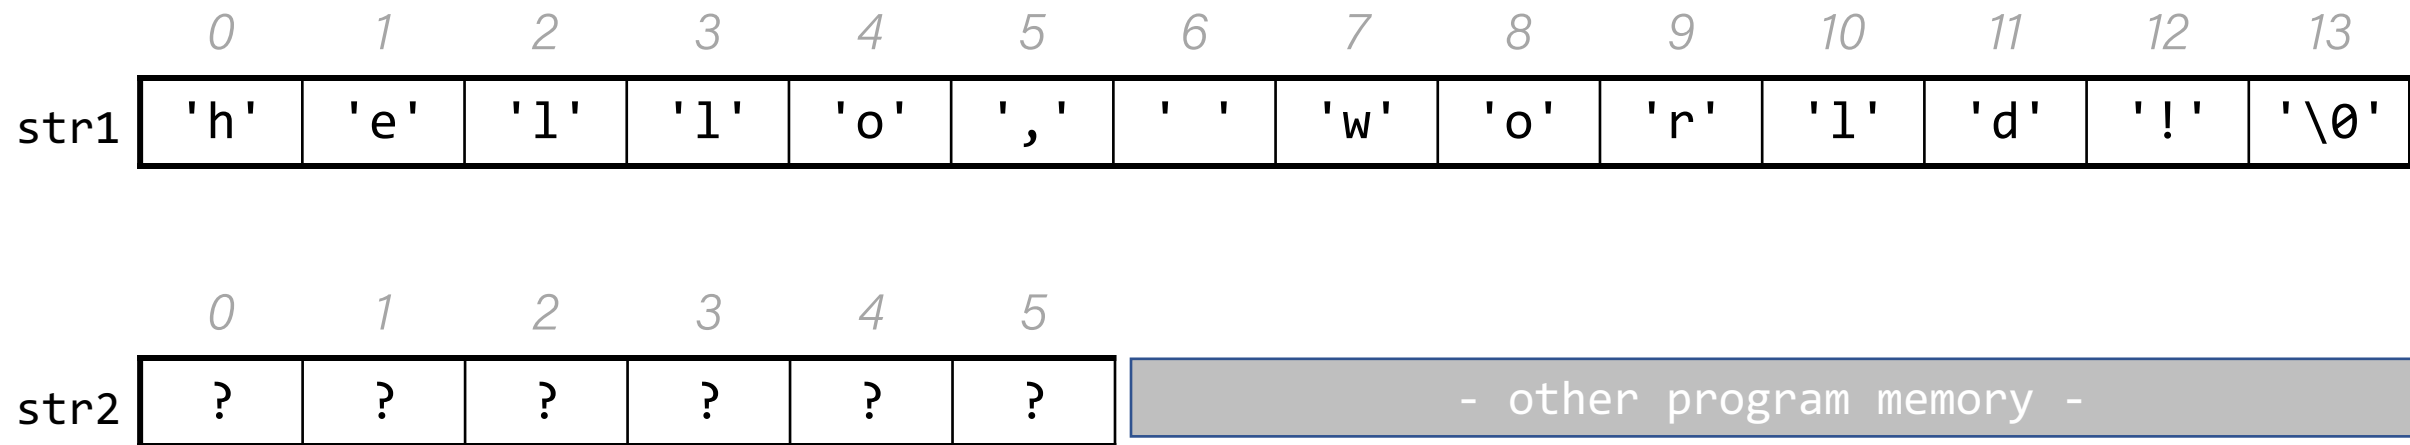 0 1 2 3 4 5 6 7 8 9 10 11 12 13
str1 'h' 'e' 'l' 'l' 'o' ',' ' ' 'w' 'o' 'r' 'l' 'd' '!' '\0'
0 1 2 3 4 5
str2 ? ? ? ? ? ? - other program memory -